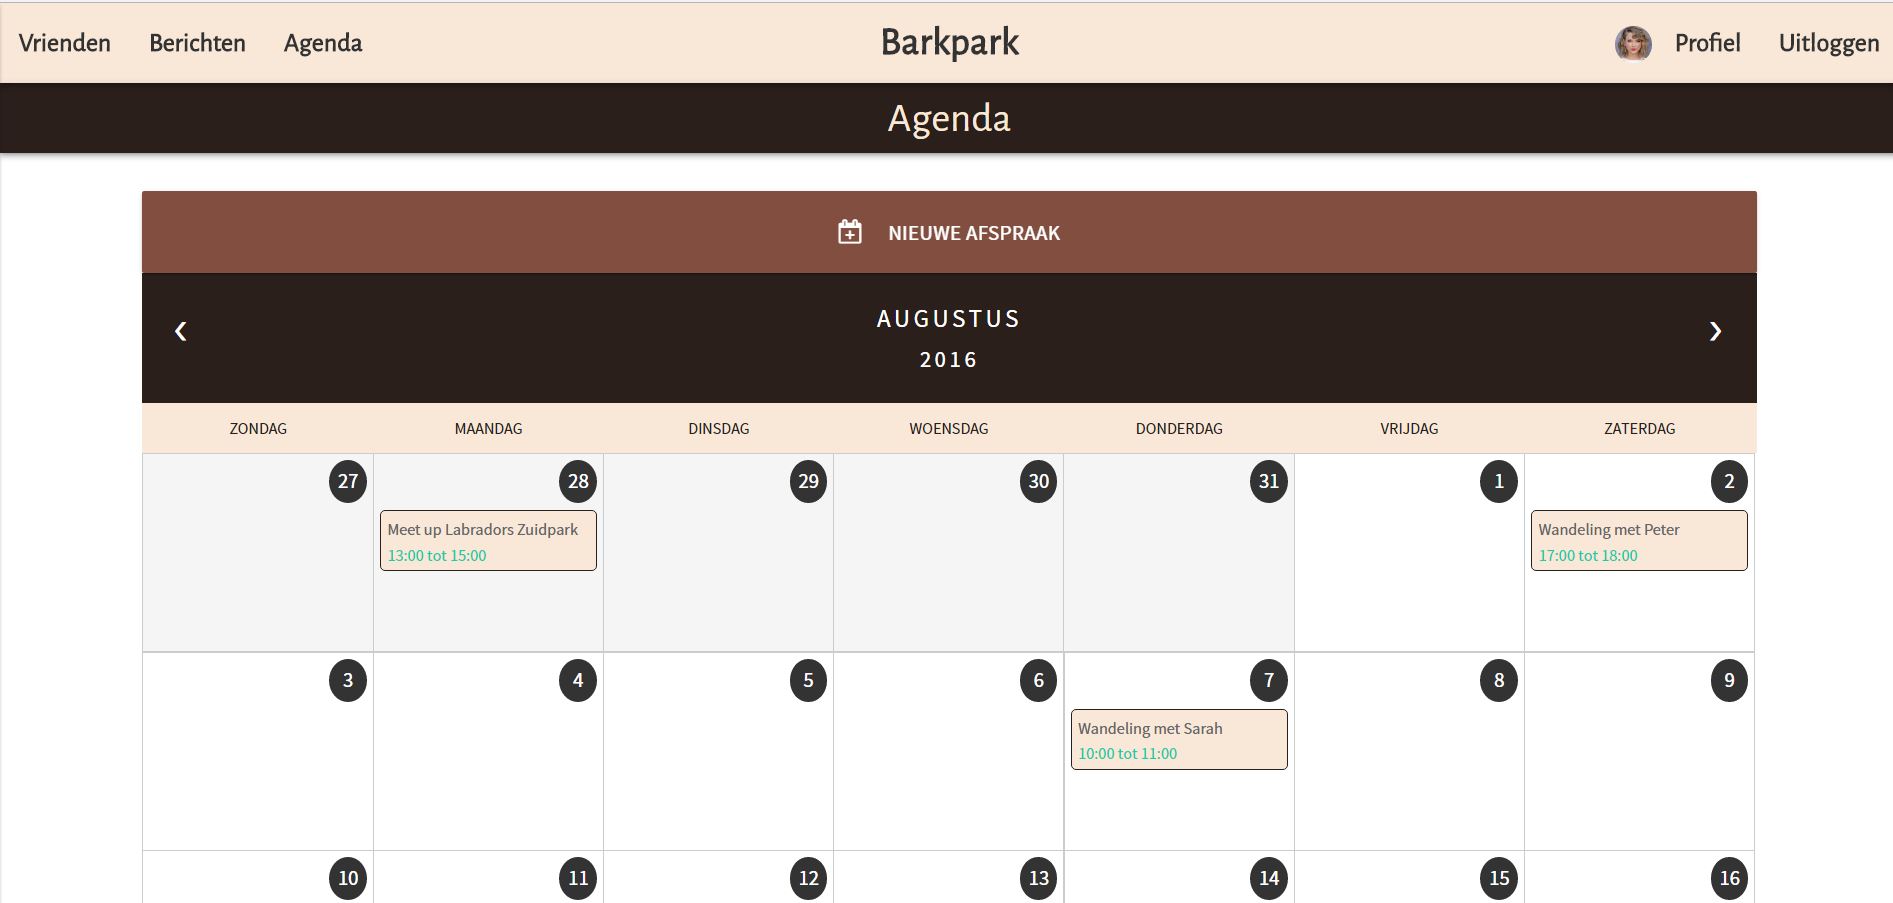 Vrienden Berichten Agenda Barkpark Profiel Uitloggen
Agenda
NIEUWE AFSPRAAK
‹ AUGUSTUS ›
2016
ZONDAG MAANDAG DINSDAG WOENSDAG DONDERDAG VRIJDAG ZATERDAG
27 28 29 30 31 1 2
Meet up Labradors Zuidpark Wandeling met Peter
13:00 tot 15:00 17:00 tot 18:00
3 4 5 6 7 8 9
Wandeling met Sarah
10:00 tot 11:00
10 11 12 13 14 15 16